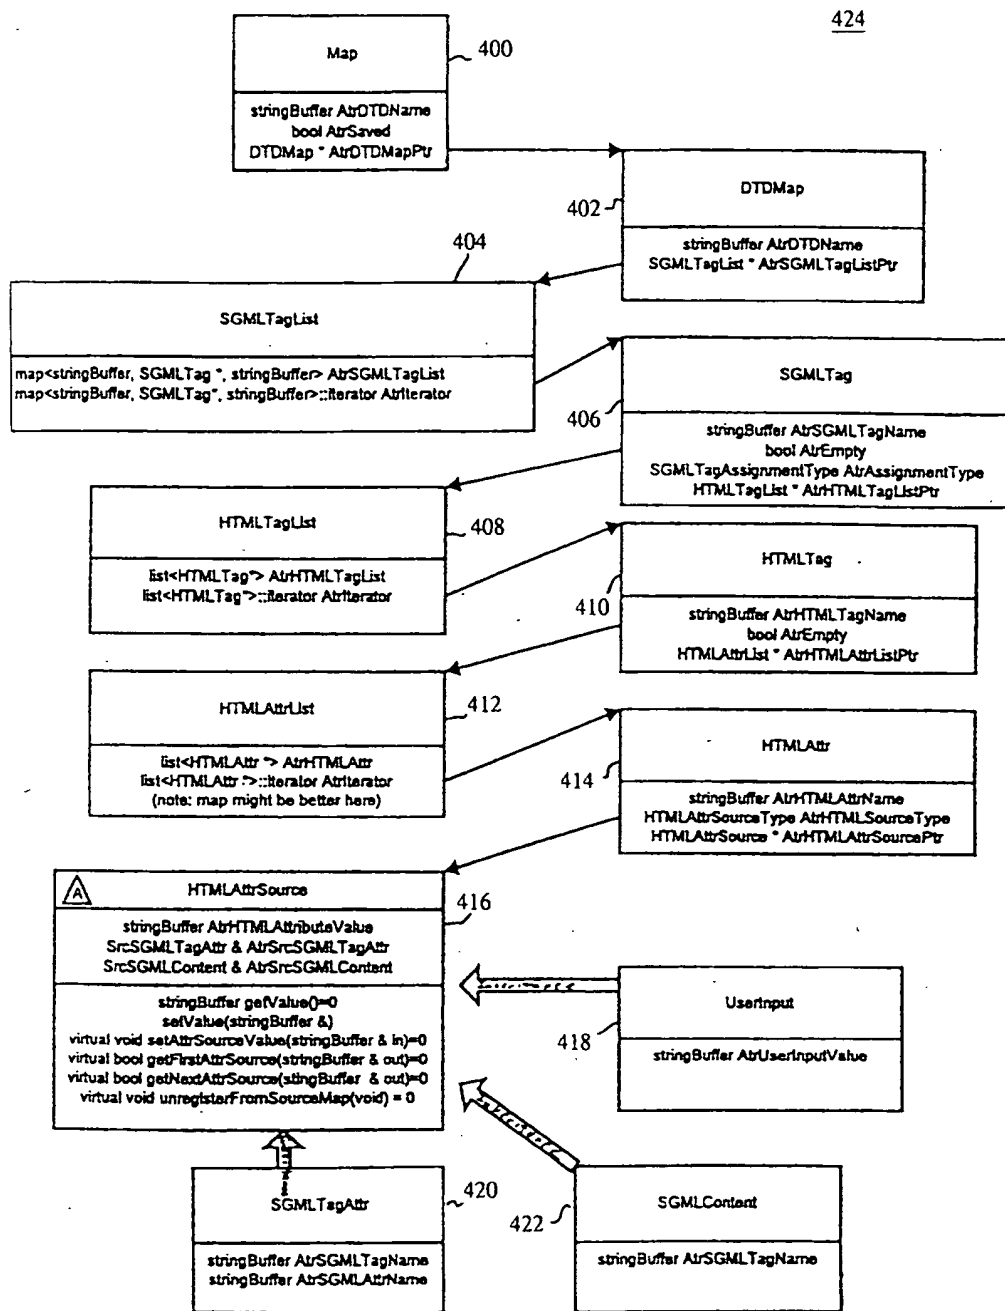 424
Map
400
stringBuffer AtrDTDName
bool AtrSaved
DTDMap * AtrDTDMapPtr
DTDMap
402
stringBuffer AtrDTDName
SGMLTagList * AtrSGMLTagListPtr
404
SGMLTagList
map<stringBuffer, SGMLTag *, stringBuffer> AtrSGMLTagList
map<stringBuffer, SGMLTag*, stringBuffer>::iterator AtrIterator
SGMLTag
406
stringBuffer AtrSGMLTagName
bool AtrEmpty
SGMLTagAssignmentType AtrAssignmentType
HTMLTagList * AtrHTMLTagListPtr
HTMLTagList
408
list<HTMLTag*> AtrHTMLTagList
list<HTMLTag*>::iterator AtrIterator
HTMLTag
410
stringBuffer AtrHTMLTagName
bool AtrEmpty
HTMLAttrList * AtrHTMLAttrListPtr
HTMLAttrList
412
list<HTMLAttr *> AtrHTMLAttr
list<HTMLAttr *>::iterator AtrIterator
(note: map might be better here)
HTMLAttr
414
stringBuffer AtrHTMLAttrName
HTMLAttrSourceType AtrHTMLSourceType
HTMLAttrSource * AtrHTMLAttrSourcePtr
A
HTMLAttrSource
416
stringBuffer AtrHTMLAttributeValue
SrcSGMLTagAttr & AtrSrcSGMLTagAttr
SrcSGMLContent & AtrSrcSGMLContent
stringBuffer getValue()=0
setValue(stringBuffer &)
virtual void setAttrSourceValue(stringBuffer & in)=0
virtual bool getFirstAttrSource(stringBuffer & out)=0
virtual bool getNextAttrSource(stingBuffer & out)=0
virtual void unregisterFromSourceMap(void) = 0
UserInput
418
stringBuffer AtrUserInputValue
SGMLTagAttr
420
stringBuffer AtrSGMLTagName
stringBuffer AtrSGMLAttrName
SGMLContent
422
stringBuffer AtrSGMLTagName